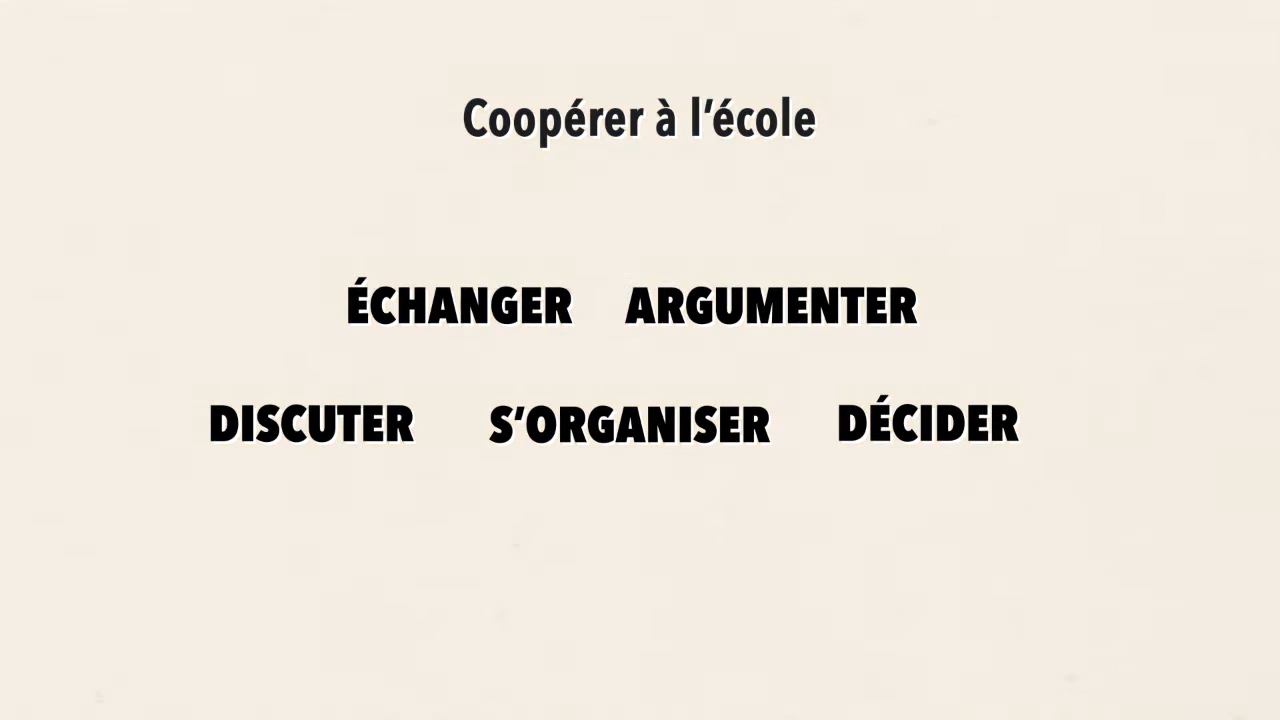 Coopérer à l’école
ÉCHANGER ARGUMENTER
DISCUTER S’ORGANISER DÉCIDER